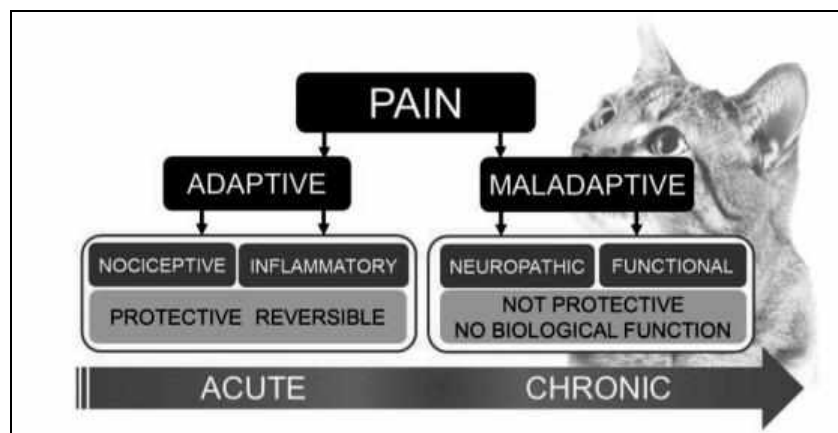 PAIN
ADAPTIVE
MALADAPTIVE
NOCICEPTIVE INFLAMMATORY
NEUROPATHIC FUNCTIONAL
PROTECTIVE REVERSIBLE
NOT PROTECTIVE
NO BIOLOGICAL FUNCTION
ACUTE
CHRONIC